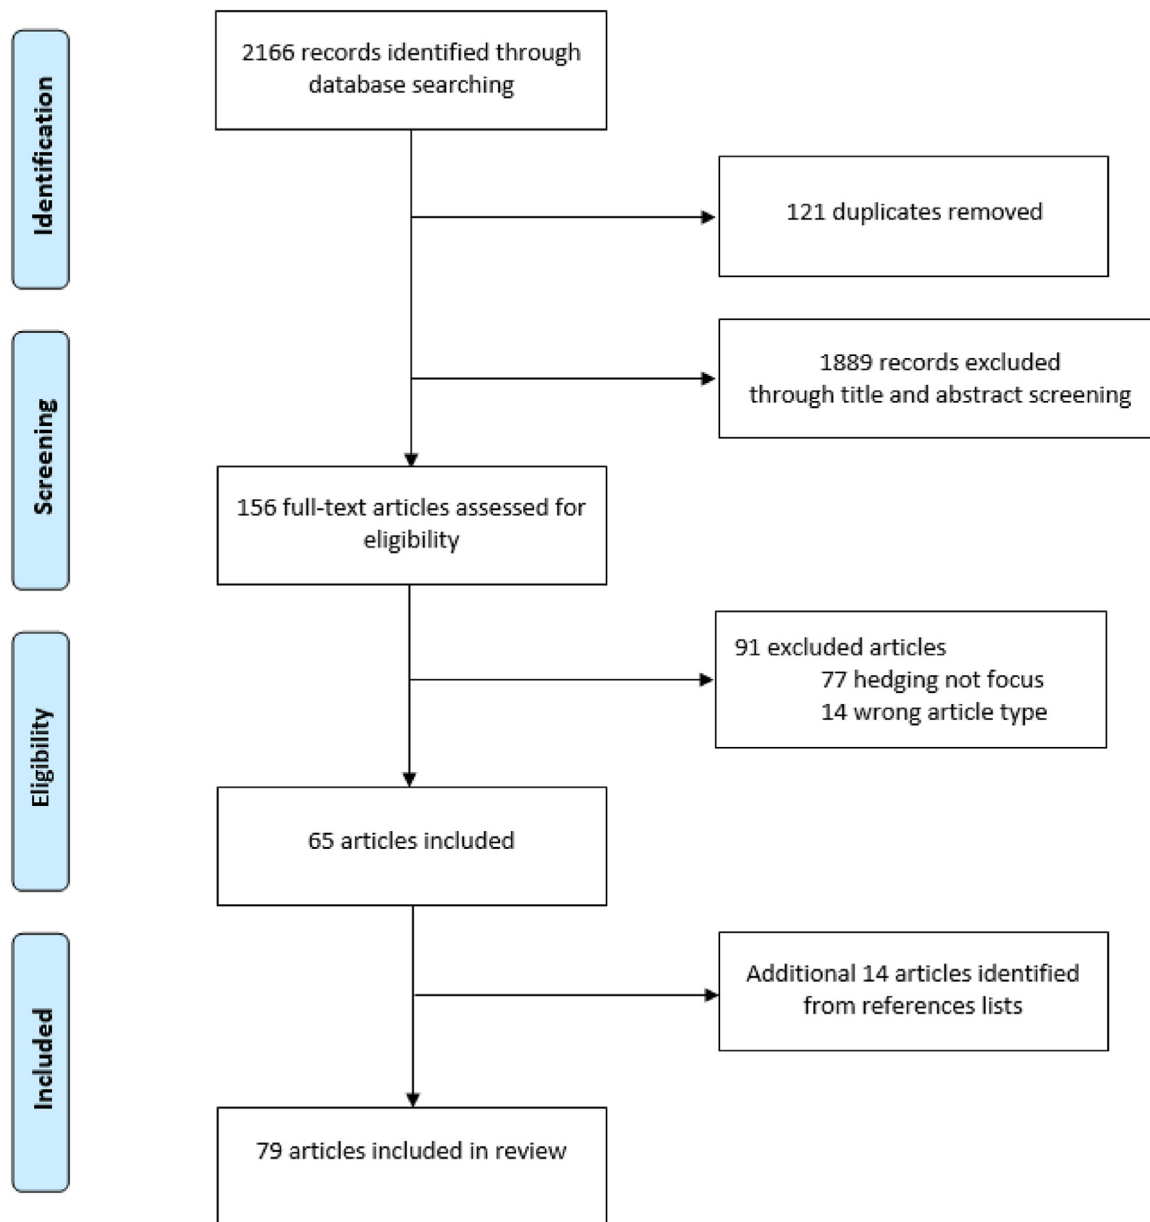 Identification
2166 records identified through
database searching
121 duplicates removed
Screening
1889 records excluded
through title and abstract screening
156 full-text articles assessed for
eligibility
Eligibility
91 excluded articles
77 hedging not focus
14 wrong article type
65 articles included
Included
Additional 14 articles identified
from references lists
79 articles included in review